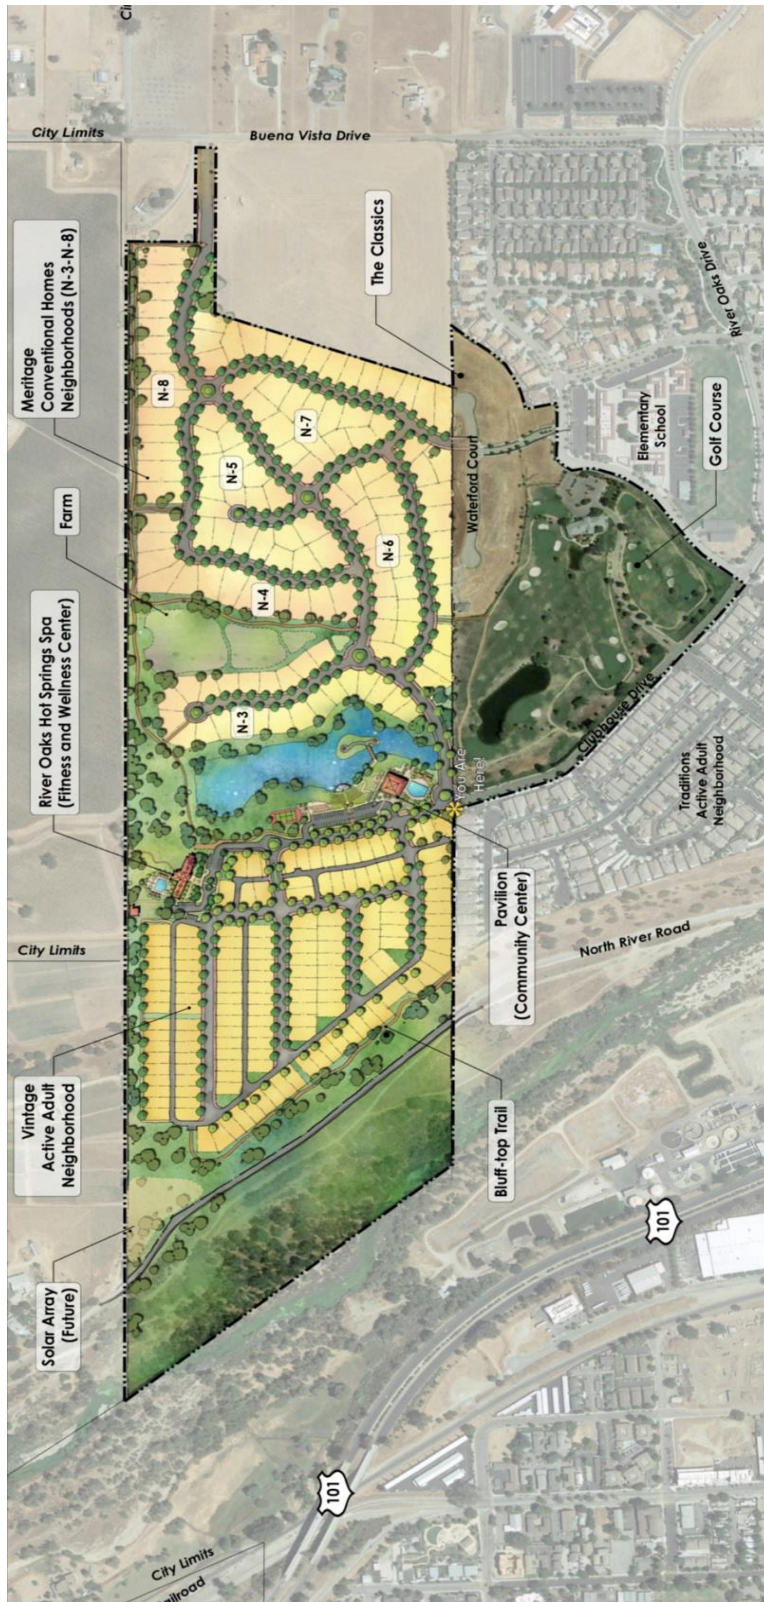 Ci
City Limits
Buena Vista Drive
Meritage
Conventional Homes
Neighborhoods (N-3-N-8)
The Classics
River Oaks Drive
N-8
N-7
N-5
Elementary
School
Golf Course
Waterford Court
Farm
N-6
N-4
River Oaks Hot Springs Spa
(Fitness and Wellness Center)
N-3
Clubhouse Drive
You Are
Here!
Traditions
Active Adult
Neighborhood
Pavilion
(Community Center)
North River Road
City Limits
Vintage
Active Adult
Neighborhood
Bluff-top Trail
101
Solar Array
(Future)
101
City Limits
ailroad